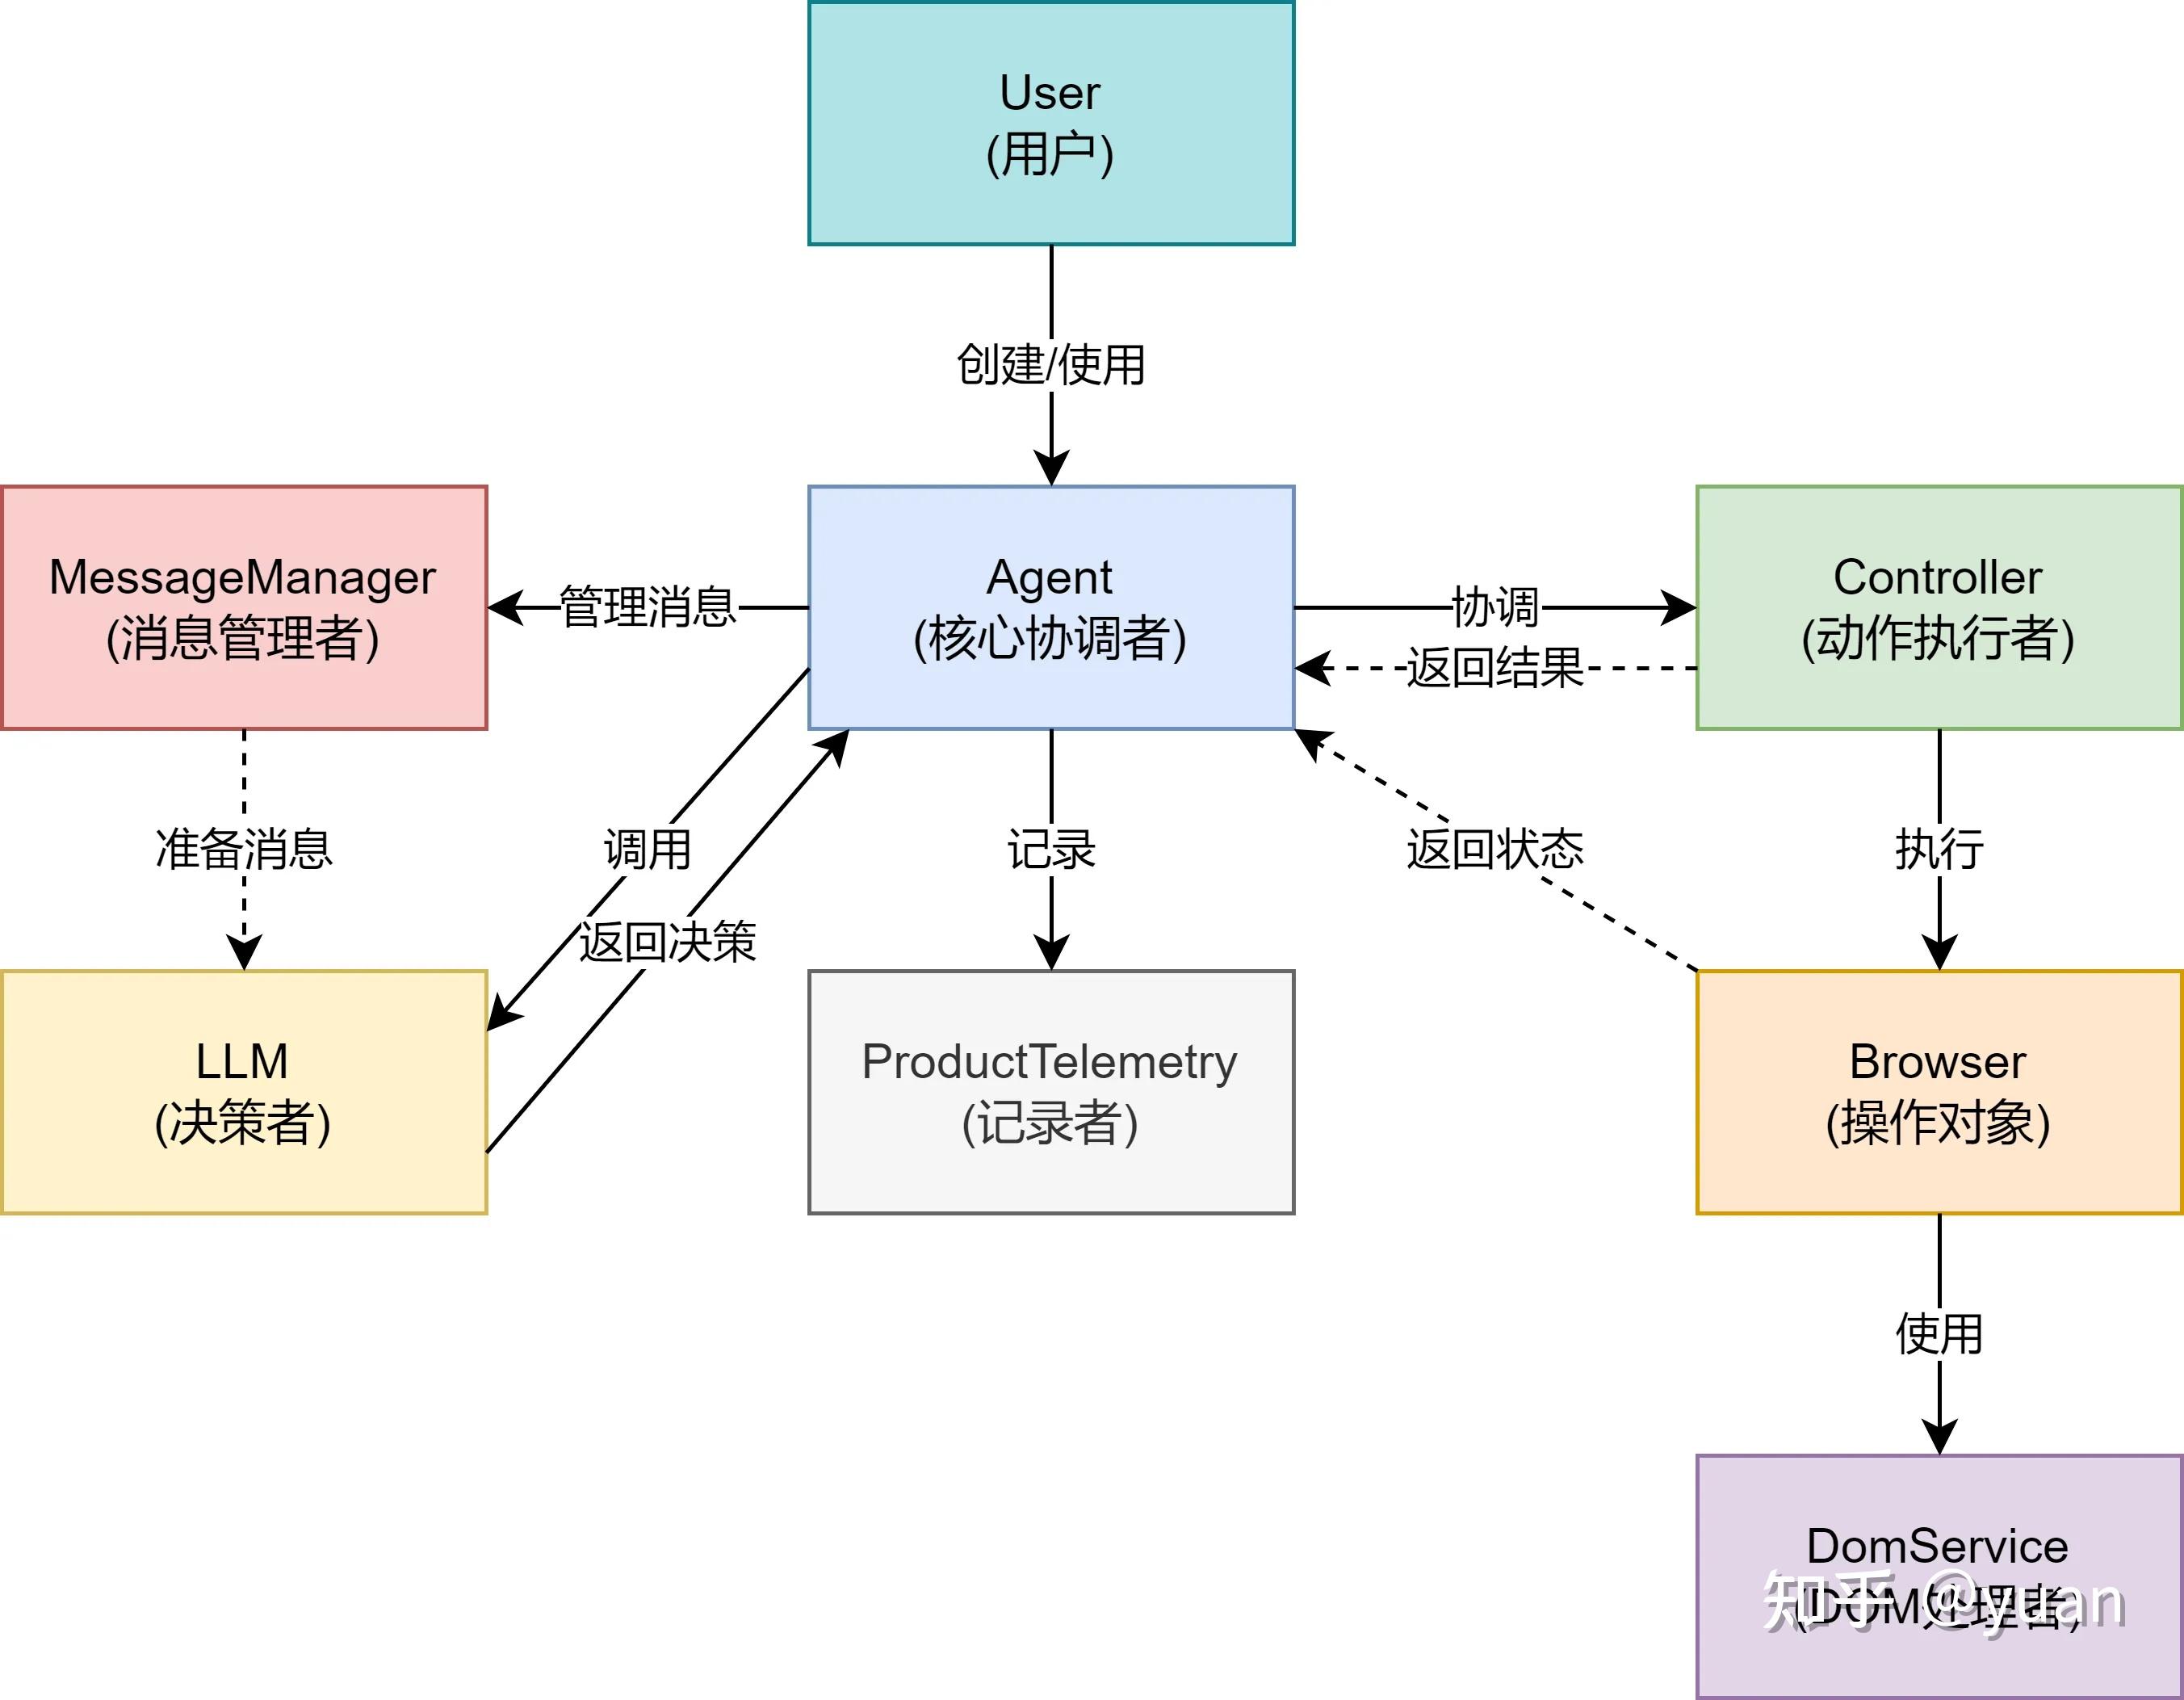 User
(用户)
创建/使用
MessageManager
(消息管理者)
管理消息
Agent
(核心协调者)
协调
返回结果
Controller
(动作执行者)
准备消息
调用
返回决策
记录
返回状态
执行
LLM
(决策者)
ProductTelemetry
(记录者)
Browser
(操作对象)
使用
DomService
(DOM处理者)
知乎 @yuan